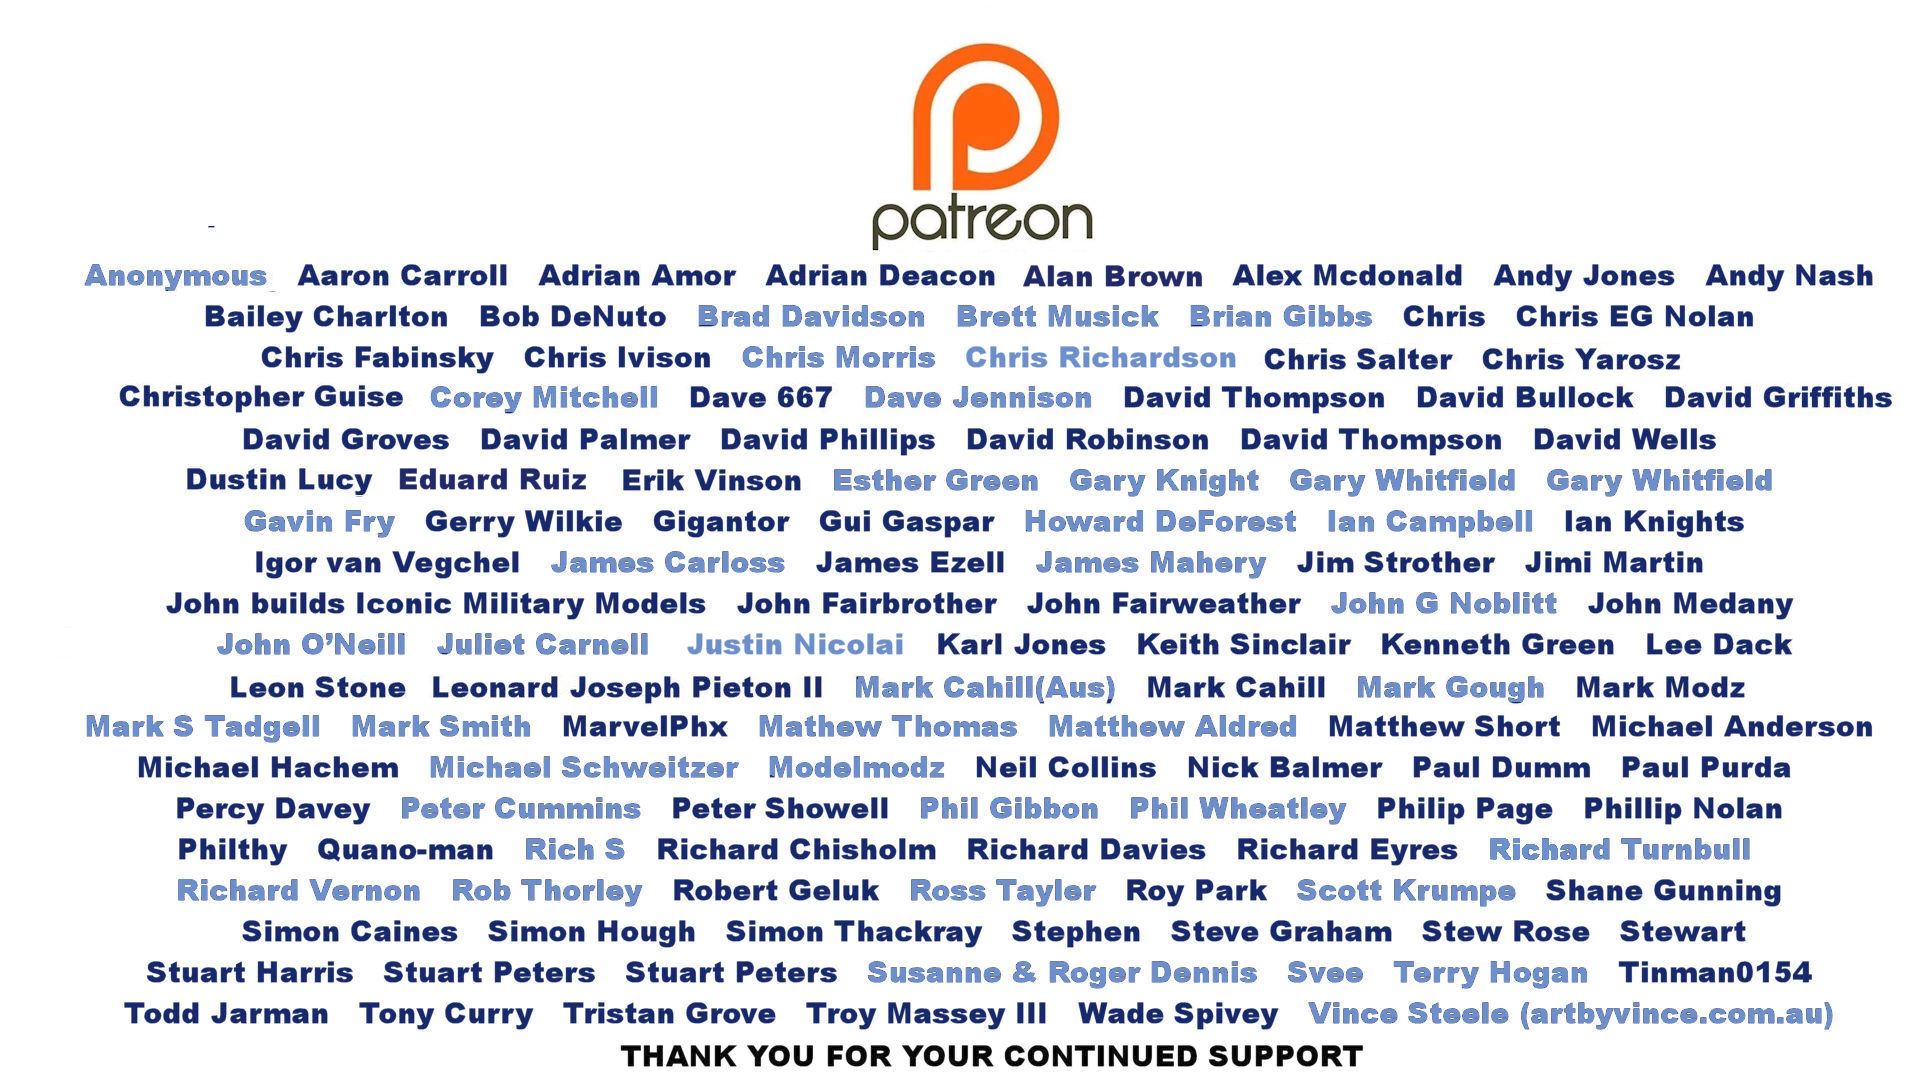 patreon
Anonymous Aaron Carroll Adrian Amor Adrian Deacon Alan Brown Alex Mcdonald Andy Jones Andy Nash
Bailey Charlton Bob DeNuto Brad Davidson Brett Musick Brian Gibbs Chris Chris EG Nolan
Chris Fabinsky Chris Ivison Chris Morris Chris Richardson Chris Salter Chris Yarosz
Christopher Guise Corey Mitchell Dave 667 Dave Jennison David Thompson David Bullock David Griffiths
David Groves David Palmer David Phillips David Robinson David Thompson David Wells
Dustin Lucy Eduard Ruiz Erik Vinson Esther Green Gary Knight Gary Whitfield Gary Whitfield
Gavin Fry Gerry Wilkie Gigantor Gui Gaspar Howard DeForest Ian Campbell Ian Knights
Igor van Vegchel James Carloss James Ezell James Mahery Jim Strother Jimi Martin
John builds Iconic Military Models John Fairbrother John Fairweather John G Noblitt John Medany
John O’Neill Juliet Carnell Justin Nicolai Karl Jones Keith Sinclair Kenneth Green Lee Dack
Leon Stone Leonard Joseph Pieton II Mark Cahill(Aus) Mark Cahill Mark Gough Mark Modz
Mark S Tadgell Mark Smith MarvelPhx Mathew Thomas Matthew Aldred Matthew Short Michael Anderson
Michael Hachem Michael Schweitzer Modelmodz Neil Collins Nick Balmer Paul Dumm Paul Purda
Percy Davey Peter Cummins Peter Showell Phil Gibbon Phil Wheatley Philip Page Phillip Nolan
Philthy Quano-man Rich S Richard Chisholm Richard Davies Richard Eyres Richard Turnbull
Richard Vernon Rob Thorley Robert Geluk Ross Tayler Roy Park Scott Krumpe Shane Gunning
Simon Caines Simon Hough Simon Thackray Stephen Steve Graham Stew Rose Stewart
Stuart Harris Stuart Peters Stuart Peters Susanne & Roger Dennis Svee Terry Hogan Tinman0154
Todd Jarman Tony Curry Tristan Grove Troy Massey III Wade Spivey Vince Steele (artbyvince.com.au)
THANK YOU FOR YOUR CONTINUED SUPPORT